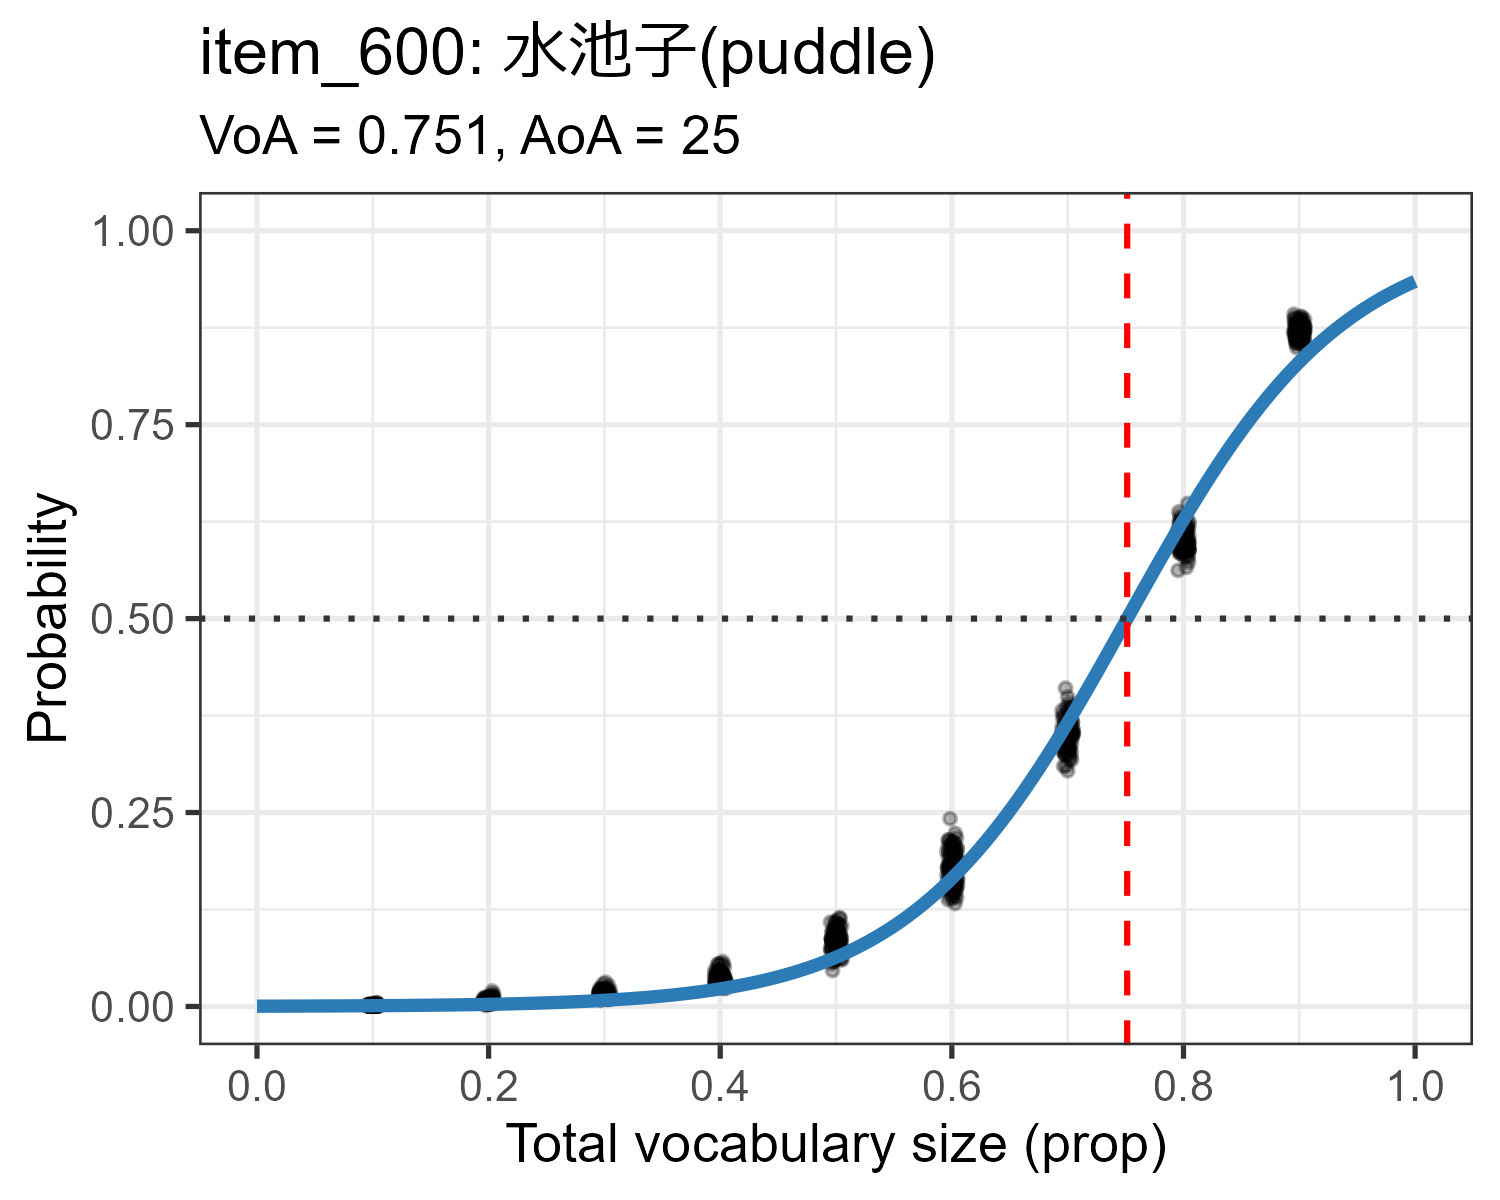 item_600: 水池子(puddle)
VoA = 0.751, AoA = 25
Probability
1.00
0.75
0.50
0.25
0.00
0.0 0.2 0.4 0.6 0.8 1.0
Total vocabulary size (prop)